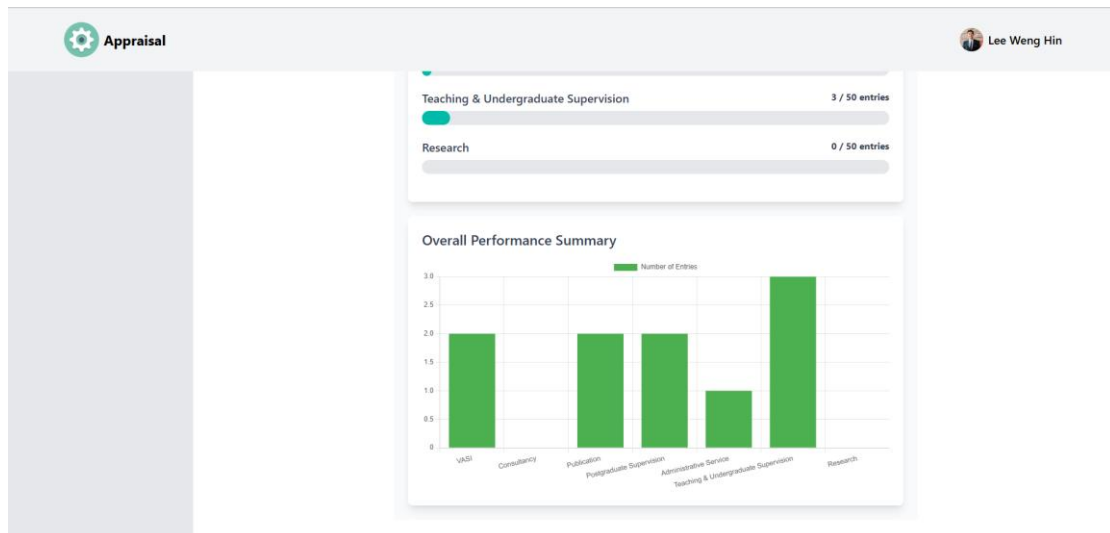 Appraisal
Lee Weng Hin
Teaching & Undergraduate Supervision 3 / 50 entries
Research 0 / 50 entries
Overall Performance Summary
Number of Entries
3.0
2.5
2.0
1.5
1.0
0.5
0
VASI
Consultancy
Publication
Postgraduate Supervision
Administrative Service
Teaching & Undergraduate Supervision
Research